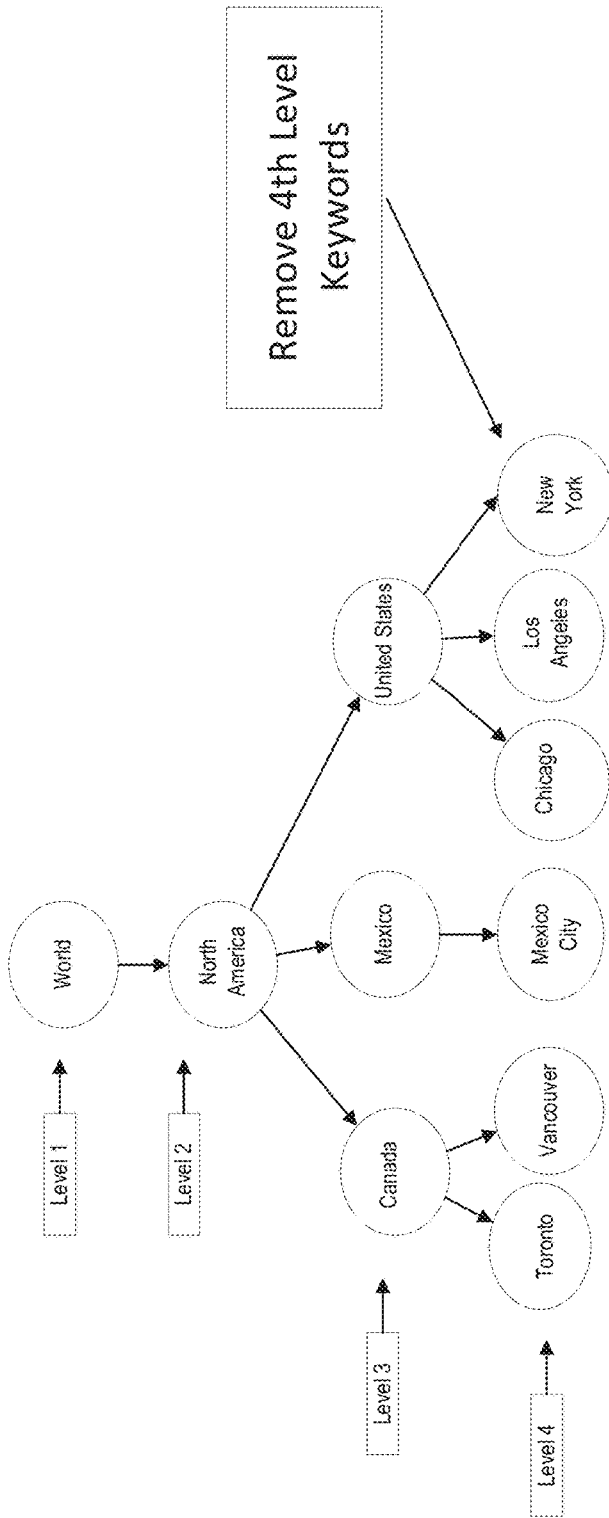 Remove 4th Level
Keywords
Level 1
World
Level 2
North
America
Level 3
Canada
Mexico
United States
Level 4
Toronto
Vancouver
Mexico
City
Chicago
Los
Angeles
New
York